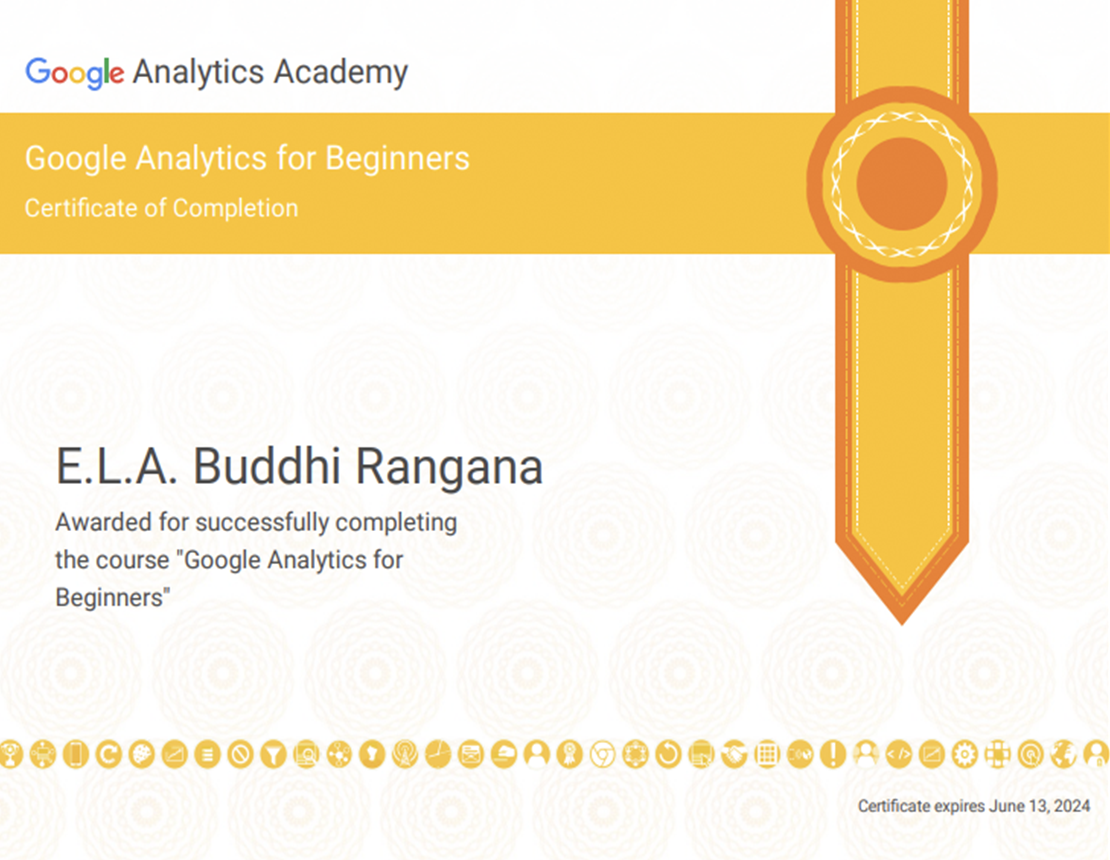 Google Analytics Academy
Google Analytics for Beginners
Certificate of Completion
E.L.A. Buddhi Rangana
Awarded for successfully completing
the course "Google Analytics for
Beginners"
Certificate expires June 13, 2024